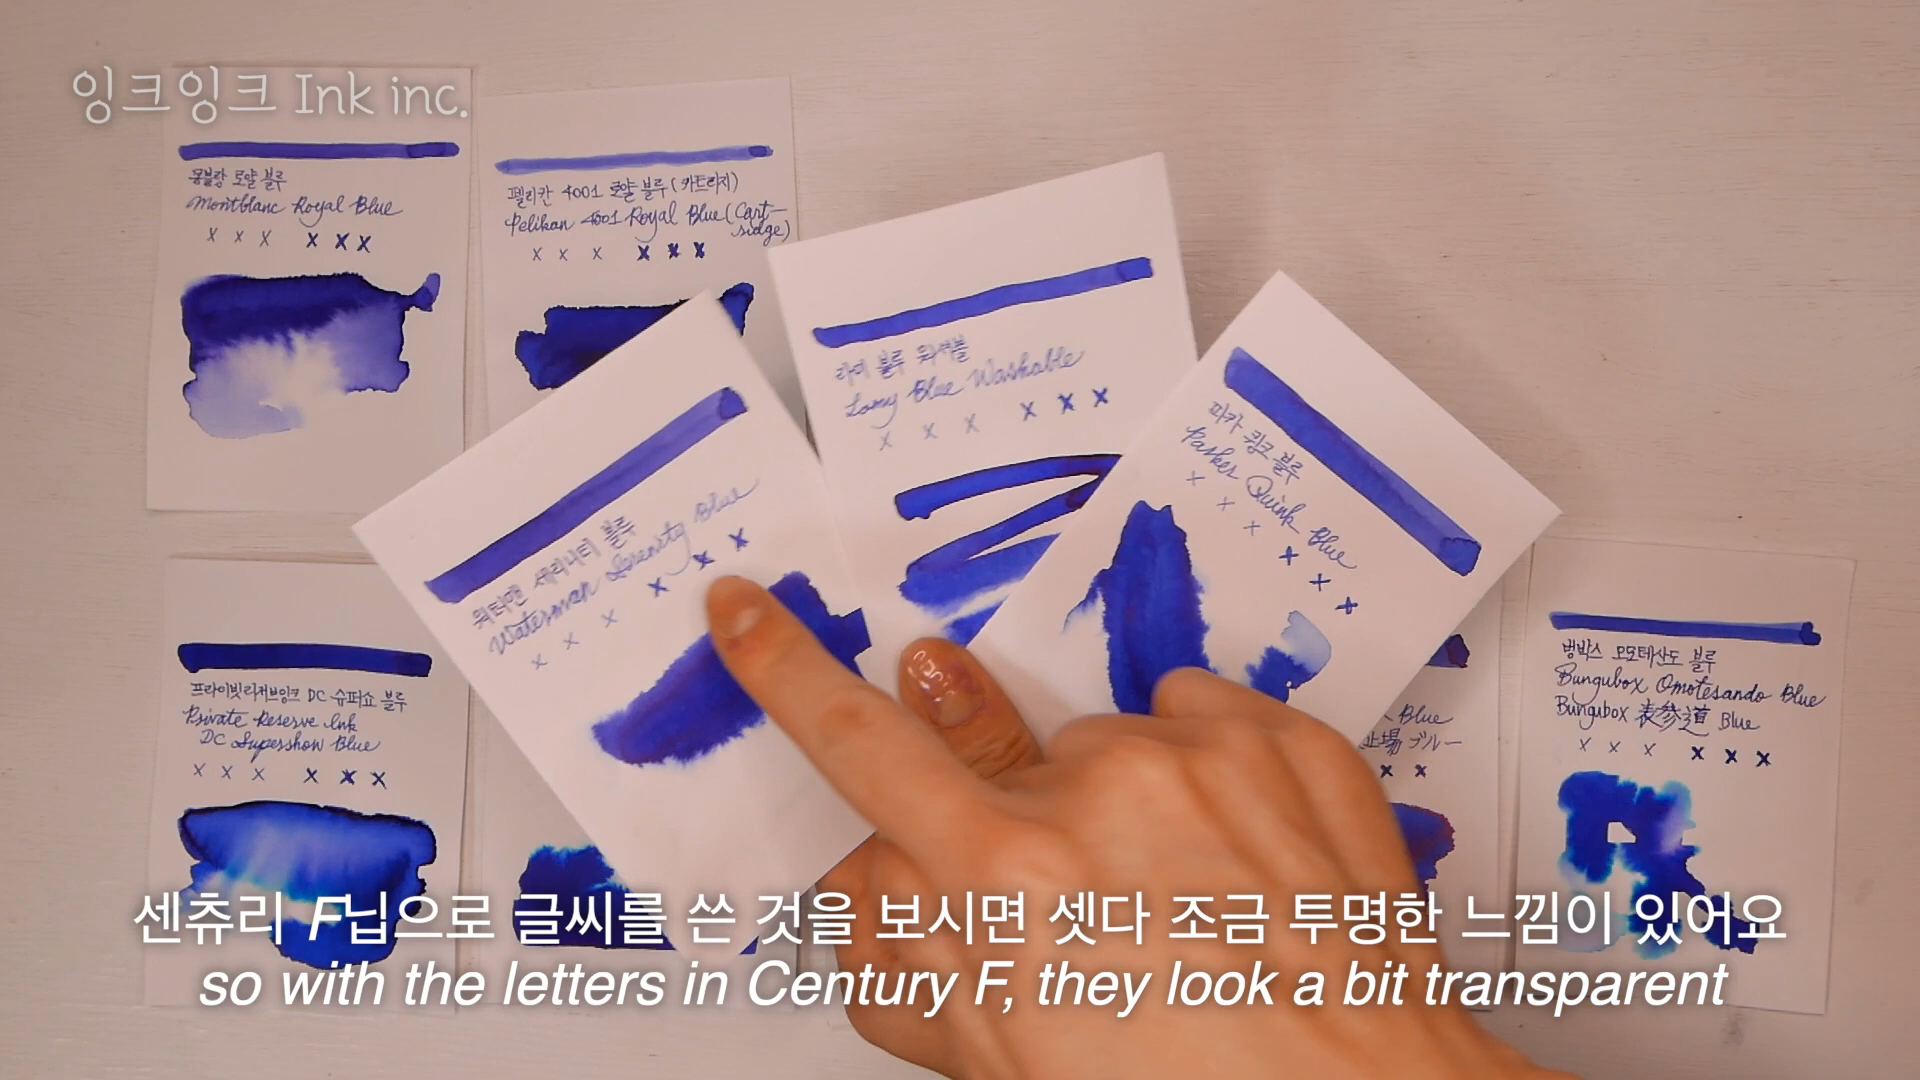 잉크잉크 Ink inc.
몽블랑 로얄 블루
Montblanc Royal Blue
x x x x x x
펠리칸 4001 로얄 블루 (카트리지)
Pelikan 4001 Royal Blue (Cart-
ridge)
x x x x x x
워터맨 세리니티 블루
Waterman Serenity Blue
x x x x x x
라미 블루 워셔블
Lamy Blue Washable
x x x x x x
파카 큉크 블루
Parker Quink Blue
x x x x x x
프라이빗리저브잉크 DC 슈퍼쇼 블루
Private Reserve Ink
DC Supershow Blue
x x x x x x
Blue
ブルー
x x
벙박스 오모테산도 블루
Bungubox Omotesando Blue
Bungubox 表参道 Blue
x x x x x x
센츄리 F닙으로 글씨를 쓴 것을 보시면 셋다 조금 투명한 느낌이 있어요
so with the letters in Century F, they look a bit transparent